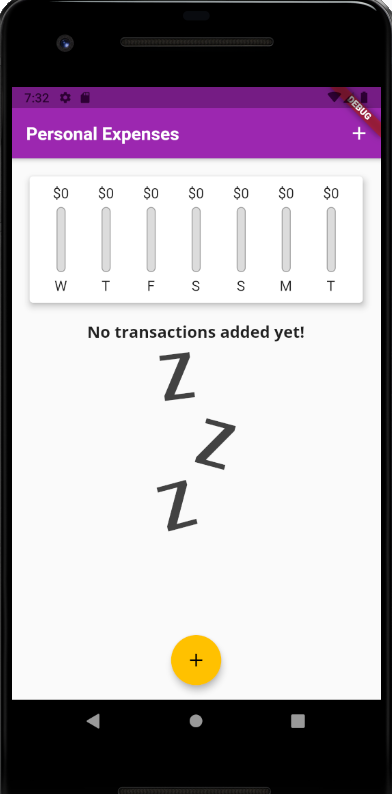 7:32
DEBUG
Personal Expenses +
$0 $0 $0 $0 $0 $0 $0
W T F S S M T
No transactions added yet!
Z
Z
Z
+